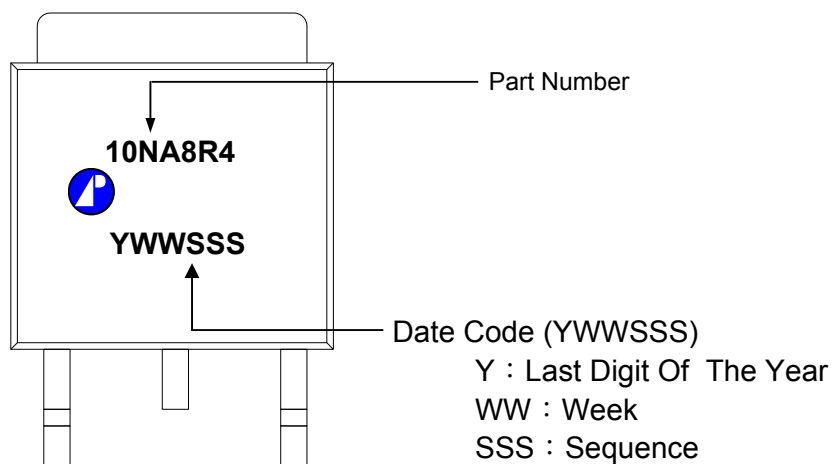 Part Number
10NA8R4
YWWSSS
Date Code (YWWSSS)
Y：Last Digit Of The Year
WW：Week
SSS：Sequence